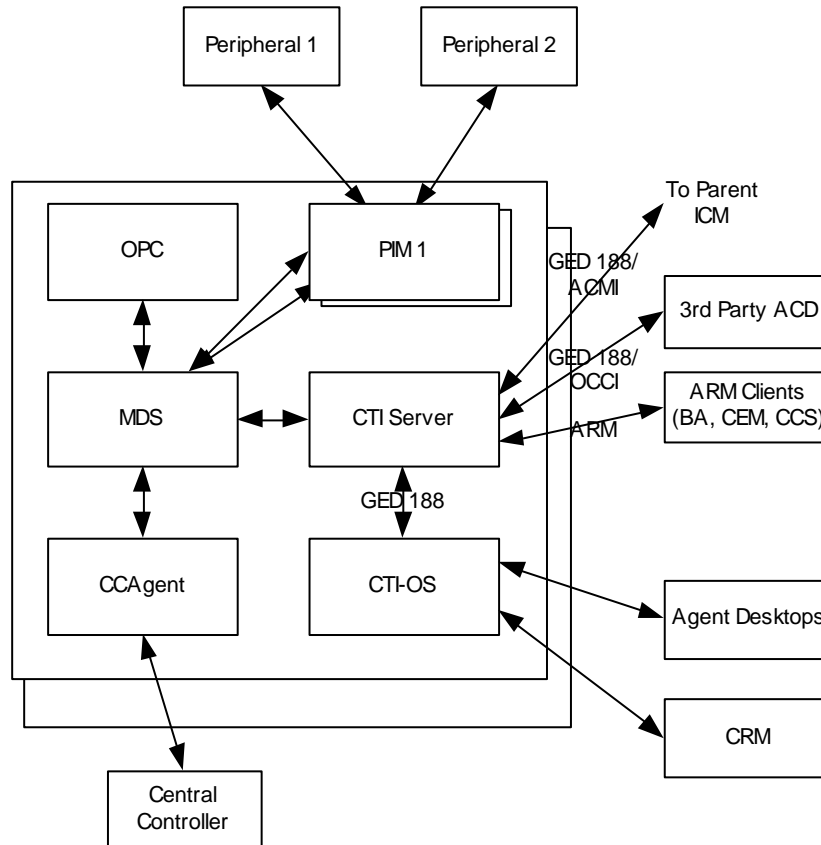 Peripheral 1
Peripheral 2
To Parent
ICM
OPC
PIM 1
GED 188/
ACMI
3rd Party ACD
GED 188/
OCCI
MDS
CTI Server
ARM Clients
(BA, CEM, CCS)
ARM
GED 188
CCAgent
CTI-OS
Agent Desktops
CRM
Central
Controller